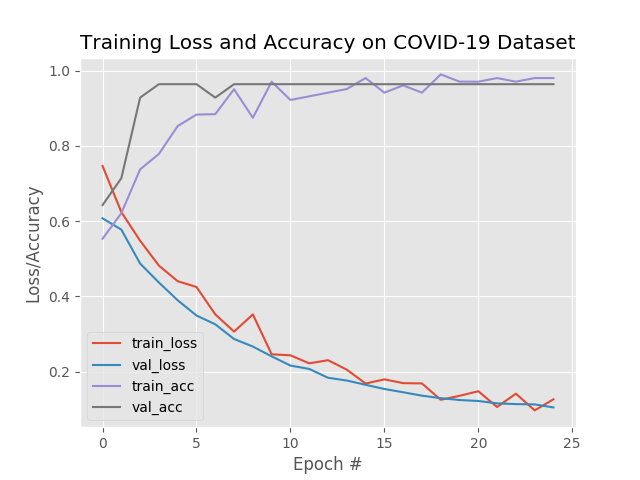 Training Loss and Accuracy on COVID-19 Dataset
1.0
0.8
0.6
0.4
0.2
Loss/Accuracy
train_loss
val_loss
train_acc
val_acc
0 5 10 15 20 25
Epoch #